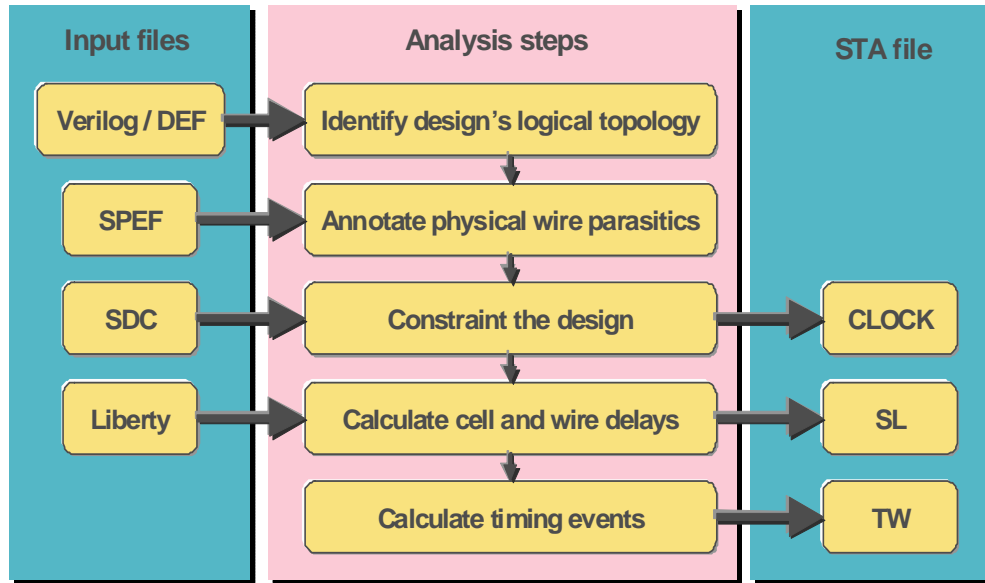 Input files
Analysis steps
STA file
Verilog / DEF
Identify design's logical topology
SPEF
Annotate physical wire parasitics
SDC
Constraint the design
CLOCK
Liberty
Calculate cell and wire delays
SL
Calculate timing events
TW